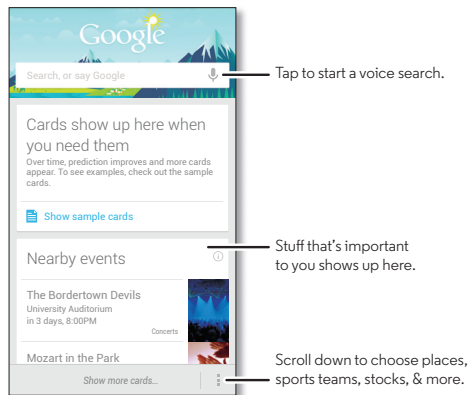 Google
Search, or say Google
Tap to start a voice search.
Cards show up here when
you need them
Over time, prediction improves and more cards
appear. To see examples, check out the sample
cards.
Show sample cards
Stuff that's important
to you shows up here.
Nearby events
The Bordertown Devils
University Auditorium
in 3 days, 8:00PM
Concerts
Mozart in the Park
Scroll down to choose places,
sports teams, stocks, & more.
Show more cards...